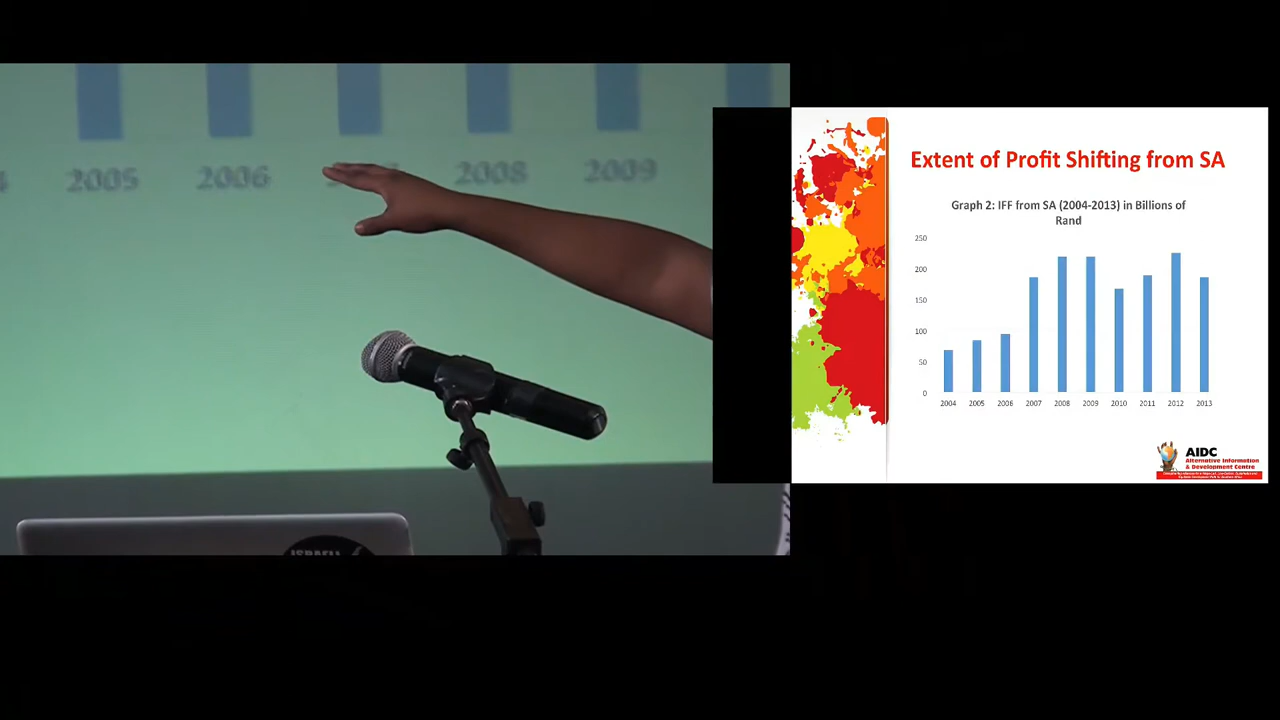 2005 2006 2008 2009
ISRAELI
Extent of Profit Shifting from SA
Graph 2: IFF from SA (2004-2013) in Billions of
Rand
250
200
150
100
50
0
2004 2005 2006 2007 2008 2009 2010 2011 2012 2013
AIDC
Alternative Information
& Development Centre